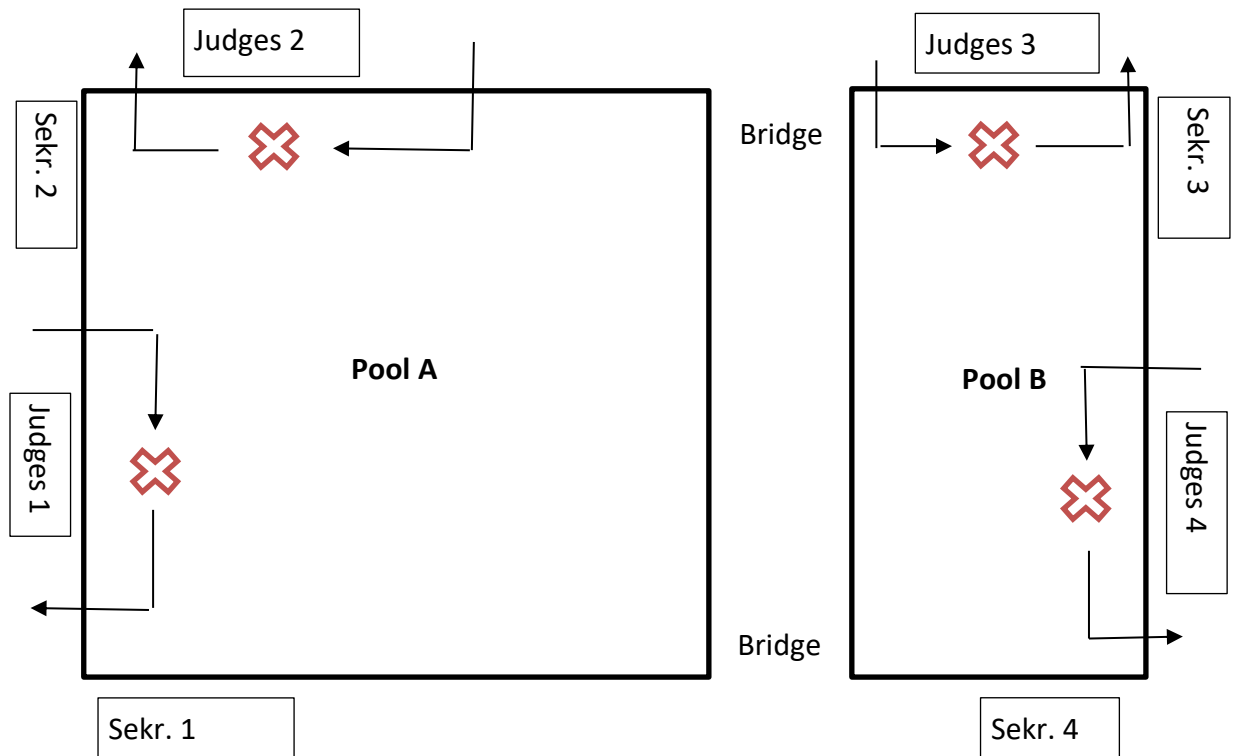 Judges 2
Judges 3
Sekr. 2
Bridge
Sekr. 3
Pool A
Pool B
Judges 1
Judges 4
Bridge
Sekr. 1
Sekr. 4